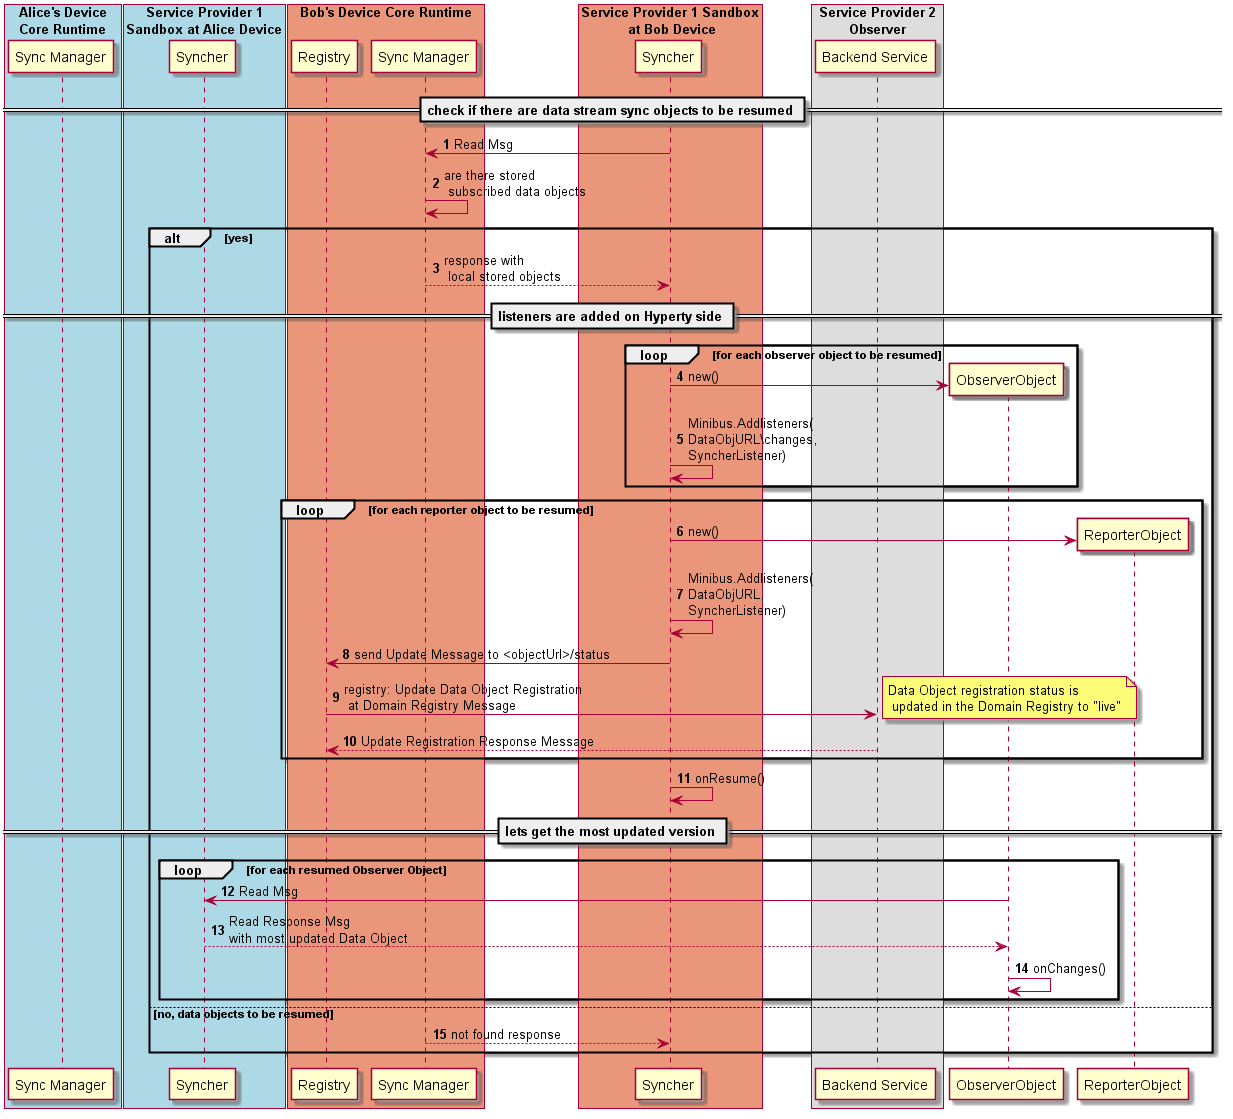 Alice's Device
Core Runtime
Service Provider 1
Sandbox at Alice Device
Bob's Device Core Runtime
Service Provider 1 Sandbox
at Bob Device
Service Provider 2
Observer
Sync Manager
Syncher
Registry
Sync Manager
Syncher
Backend Service
check if there are data stream sync objects to be resumed
1 Read Msg
2 are there stored
subscribed data objects
alt [yes]
3 response with
local stored objects
listeners are added on Hyperty side
loop [for each observer object to be resumed]
4 new()
ObserverObject
5 Minibus.Addlisteners(
DataObjURL\changes,
SyncherListener)
loop [for each reporter object to be resumed]
6 new()
ReporterObject
7 Minibus.Addlisteners(
DataObjURL
SyncherListener)
8 send Update Message to <objectUrl>/status
9 registry: Update Data Object Registration
at Domain Registry Message
Data Object registration status is
updated in the Domain Registry to "live"
10 Update Registration Response Message
11 onResume()
lets get the most updated version
loop [for each resumed Observer Object]
12 Read Msg
13 Read Response Msg
with most updated Data Object
14 onChanges()
[no, data objects to be resumed]
15 not found response
Sync Manager
Syncher
Registry
Sync Manager
Syncher
Backend Service
ObserverObject
ReporterObject